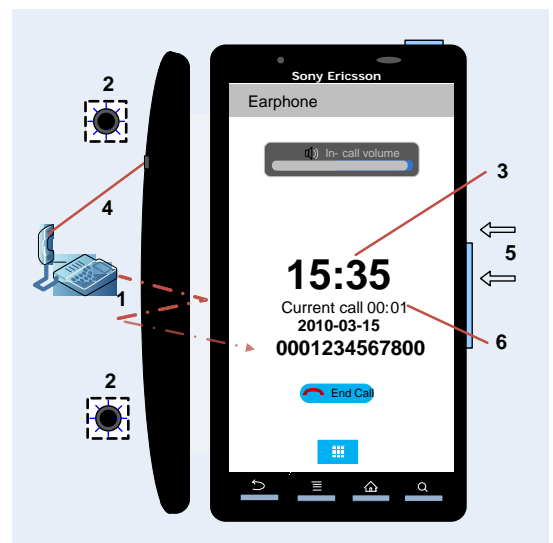 Sony Ericsson
2
Earphone
In- call volume
3
4
5
15:35
1
Current call 00:01
2010-03-15
6
0001234567800
2
End Call